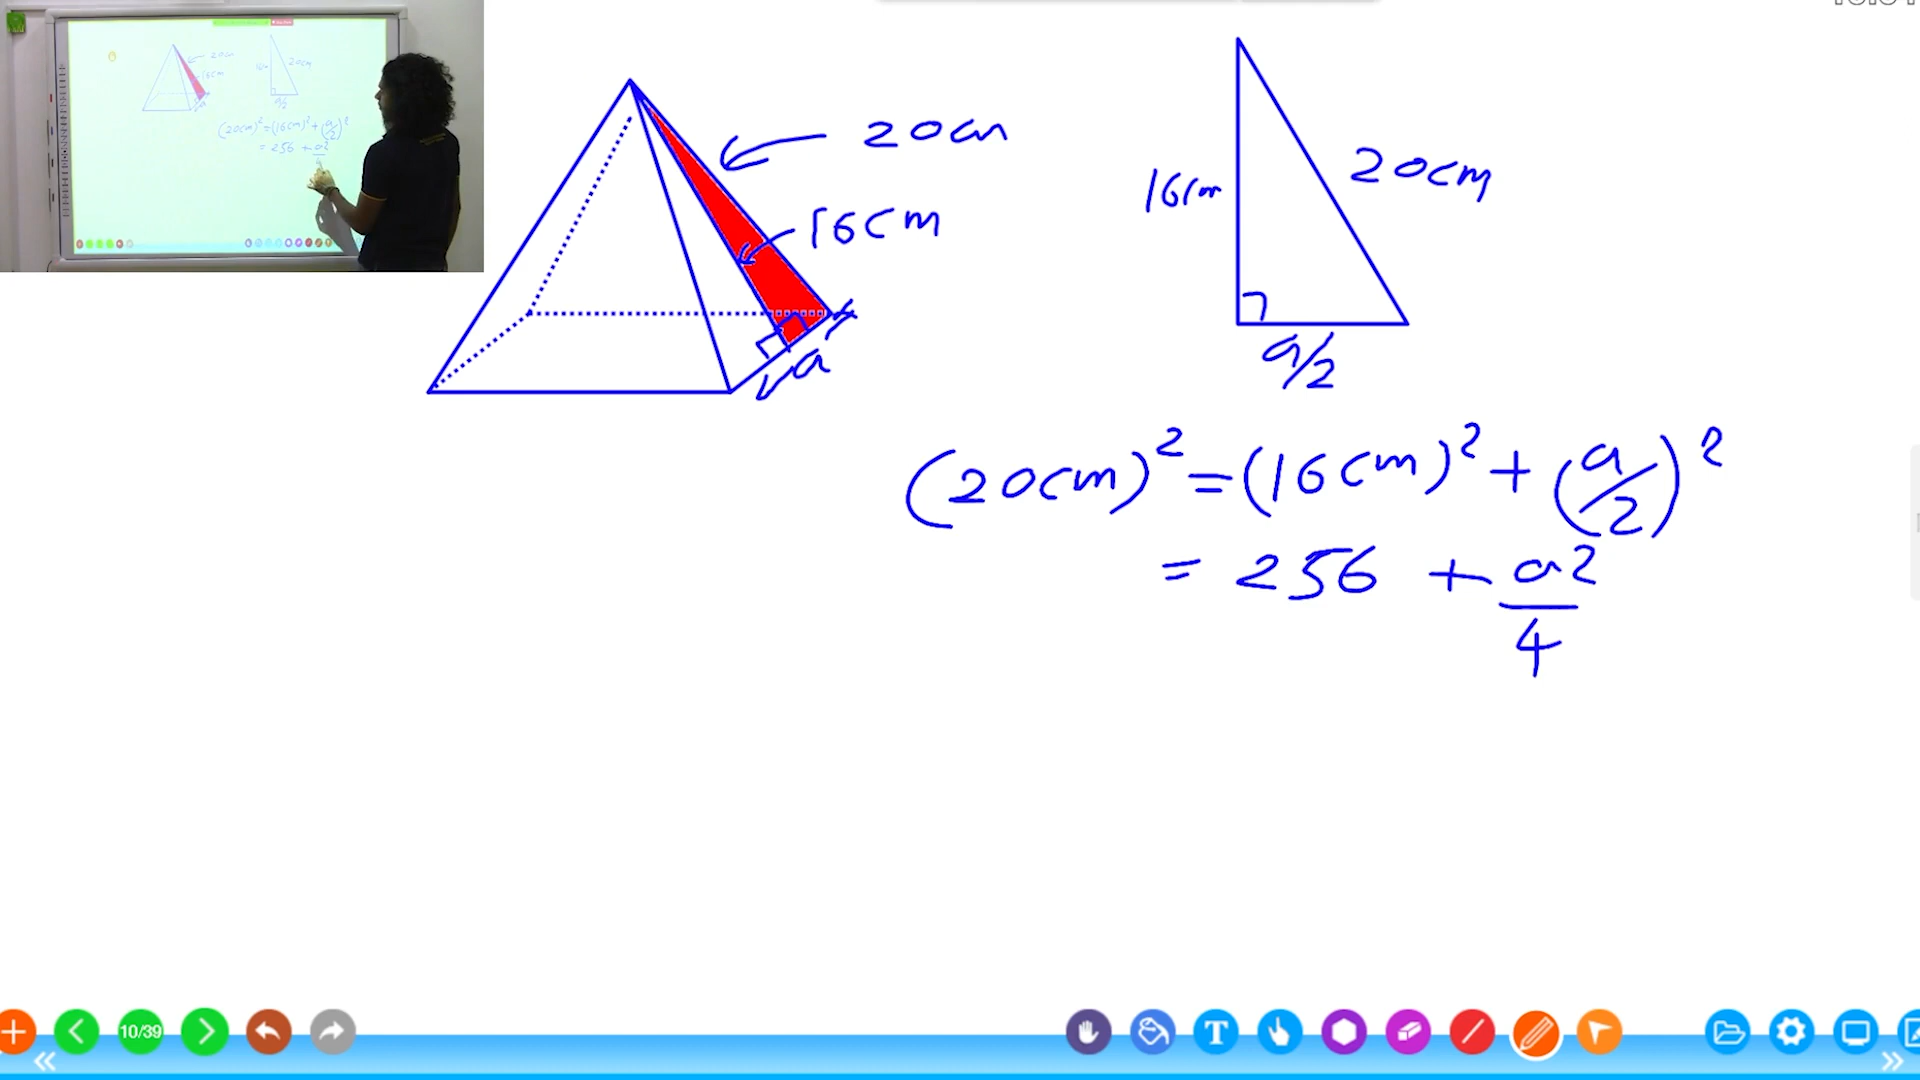 20cm
16cm
a
16cm
20cm
a/2
(20cm)² = (16cm)² + (a/2)²
= 256 + a²/4
10/39
T